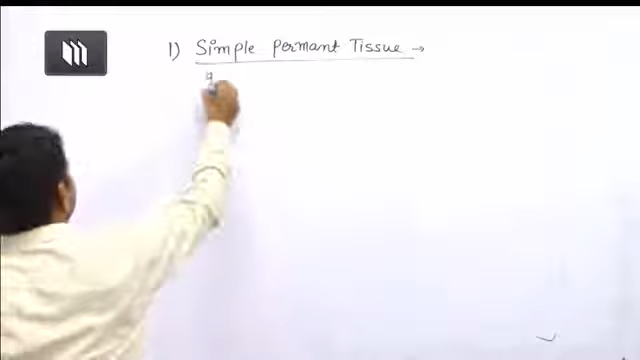 1) Simple Permant Tissue →